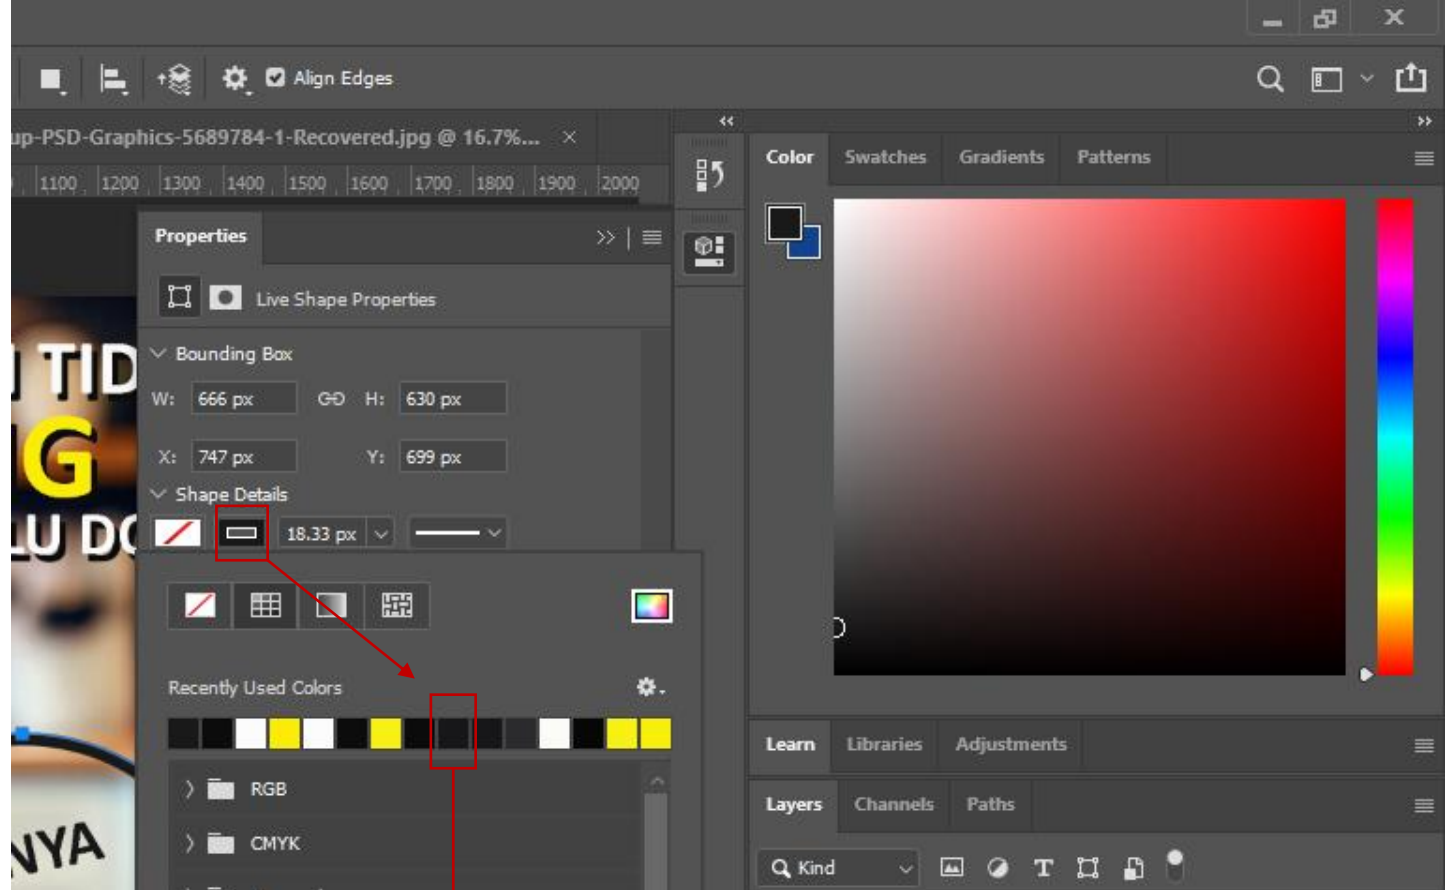 Align Edges
up-PSD-Graphics-5689784-1-Recovered.jpg @ 16.7%... ×
1100 1200 1300 1400 1500 1600 1700 1800 1900 2000
Color Swatches Gradients Patterns
Properties
Live Shape Properties
Bounding Box
W: 666 px H: 630 px
X: 747 px Y: 699 px
Shape Details
18.33 px
TID
NG
LU DO
NYA
Recently Used Colors
RGB
CMYK
Learn Libraries Adjustments
Layers Channels Paths
Kind